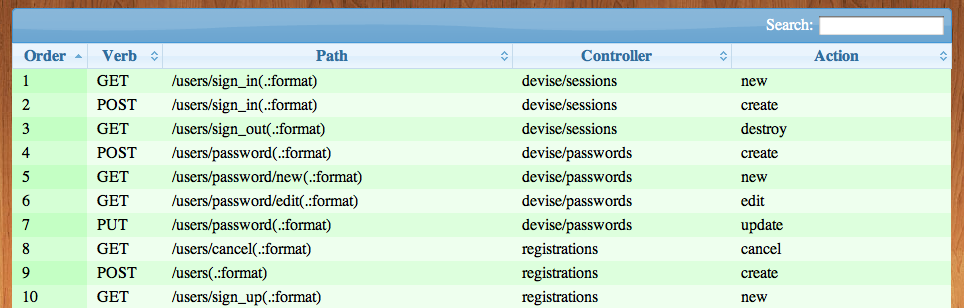 Search:
Order Verb Path Controller Action
1 GET /users/sign_in(.:format) devise/sessions new
2 POST /users/sign_in(.:format) devise/sessions create
3 GET /users/sign_out(.:format) devise/sessions destroy
4 POST /users/password(.:format) devise/passwords create
5 GET /users/password/new(.:format) devise/passwords new
6 GET /users/password/edit(.:format) devise/passwords edit
7 PUT /users/password(.:format) devise/passwords update
8 GET /users/cancel(.:format) registrations cancel
9 POST /users(.:format) registrations create
10 GET /users/sign_up(.:format) registrations new